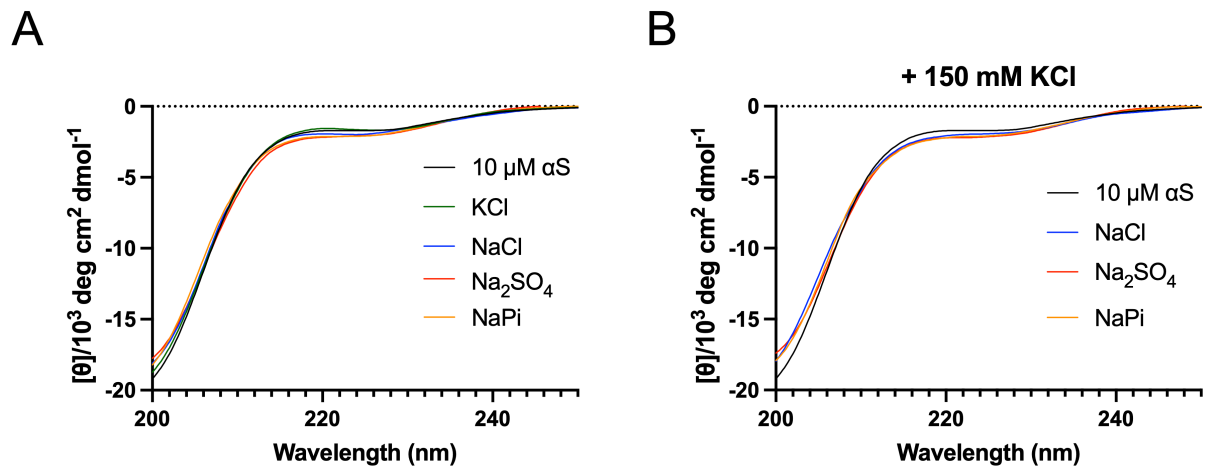 A
B
+ 150 mM KCl
0
-5
-10
-15
-20
200
220
240
Wavelength (nm)
[θ]/10³ deg cm² dmol⁻¹
10 µM αS
KCl
NaCl
Na₂SO₄
NaPi
0
-5
-10
-15
-20
200
220
240
Wavelength (nm)
[θ]/10³ deg cm² dmol⁻¹
10 µM αS
NaCl
Na₂SO₄
NaPi